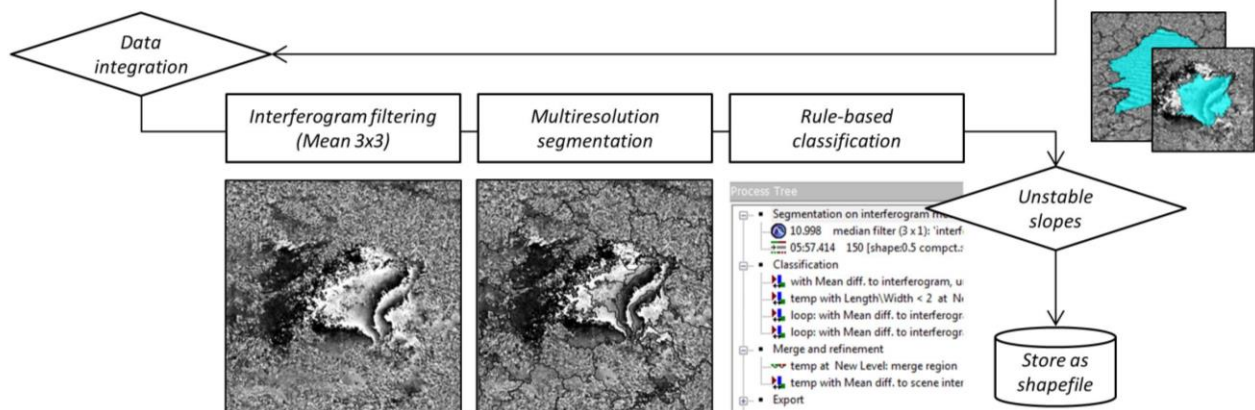 Data
integration
Interferogram filtering
(Mean 3x3)
Multiresolution
segmentation
Rule-based
classification
Process Tree
Segmentation on interferogram
10.998 median filter (3 x 1): 'interf
05:57.414 150 [shape:0.5 compct.:
Classification
with Mean diff. to interferogram, u
temp with Length\Width < 2 at Ne
loop: with Mean diff. to interferogr
loop: with Mean diff. to interferogr
Merge and refinement
temp at New Level: merge region
temp with Mean diff. to scene inter
Export
Unstable
slopes
Store as
shapefile